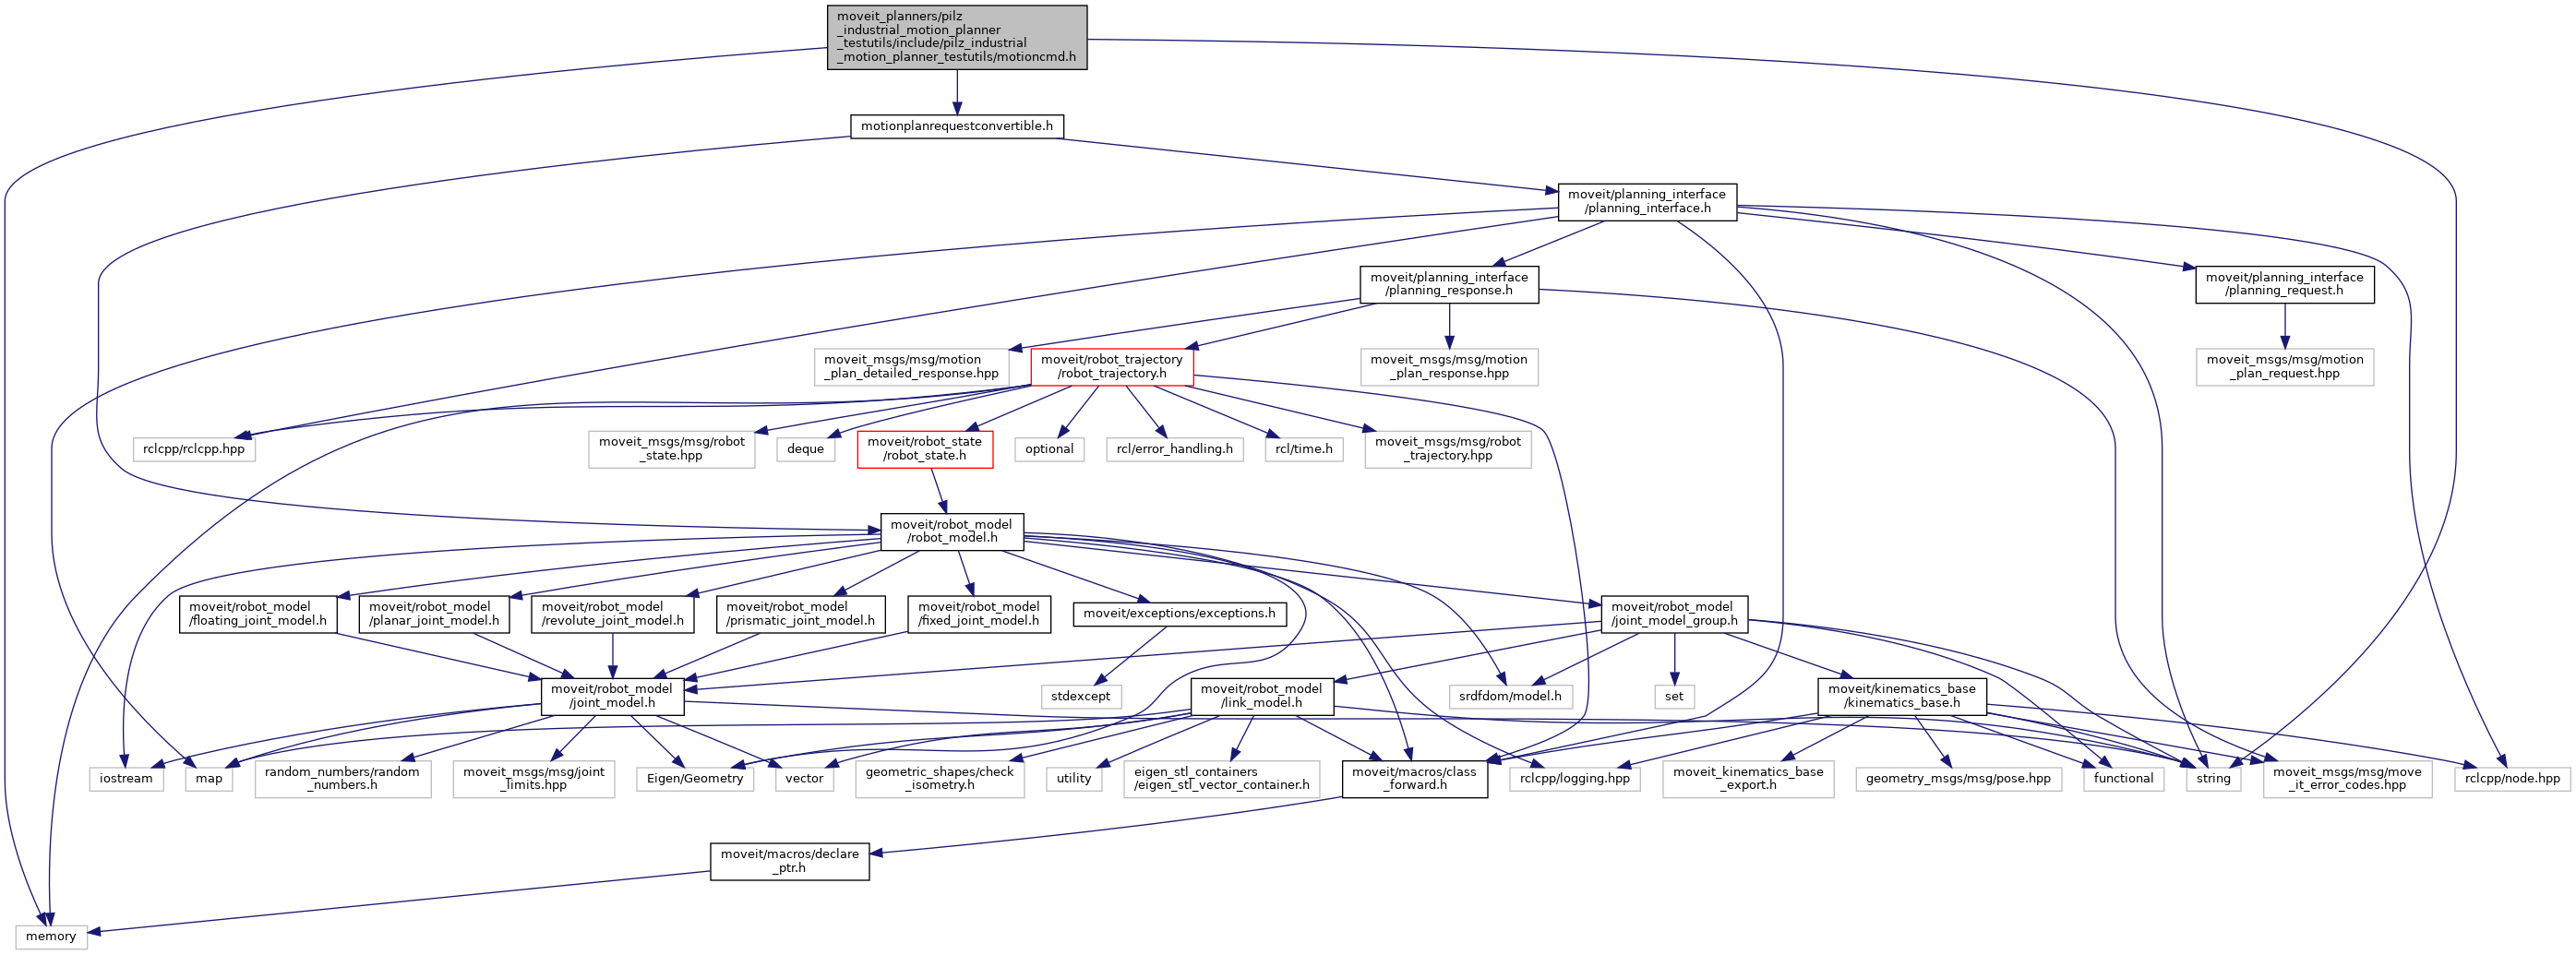 moveit_planners/pilz
_industrial_motion_planner
_testutils/include/pilz_industrial
_motion_planner_testutils/motioncmd.h
motionplanrequestconvertible.h
moveit/planning_interface
/planning_interface.h
moveit/planning_interface
/planning_response.h
moveit/planning_interface
/planning_request.h
moveit_msgs/msg/motion
_plan_detailed_response.hpp
moveit/robot_trajectory
/robot_trajectory.h
moveit_msgs/msg/motion
_plan_response.hpp
moveit_msgs/msg/motion
_plan_request.hpp
rclcpp/rclcpp.hpp
moveit_msgs/msg/robot
_state.hpp
deque
moveit/robot_state
/robot_state.h
optional
rcl/error_handling.h
rcl/time.h
moveit_msgs/msg/robot
_trajectory.hpp
moveit/robot_model
/robot_model.h
moveit/robot_model
/floating_joint_model.h
moveit/robot_model
/planar_joint_model.h
moveit/robot_model
/revolute_joint_model.h
moveit/robot_model
/prismatic_joint_model.h
moveit/robot_model
/fixed_joint_model.h
moveit/exceptions/exceptions.h
moveit/robot_model
/joint_model_group.h
moveit/robot_model
/joint_model.h
stdexcept
moveit/robot_model
/link_model.h
srdfdom/model.h
set
moveit/kinematics_base
/kinematics_base.h
iostream
map
random_numbers/random
_numbers.h
moveit_msgs/msg/joint
_limits.hpp
Eigen/Geometry
vector
geometric_shapes/check
_isometry.h
utility
eigen_stl_containers
/eigen_stl_vector_container.h
moveit/macros/class
_forward.h
rclcpp/logging.hpp
moveit_kinematics_base
_export.h
geometry_msgs/msg/pose.hpp
functional
string
moveit_msgs/msg/move
_it_error_codes.hpp
rclcpp/node.hpp
moveit/macros/declare
_ptr.h
memory